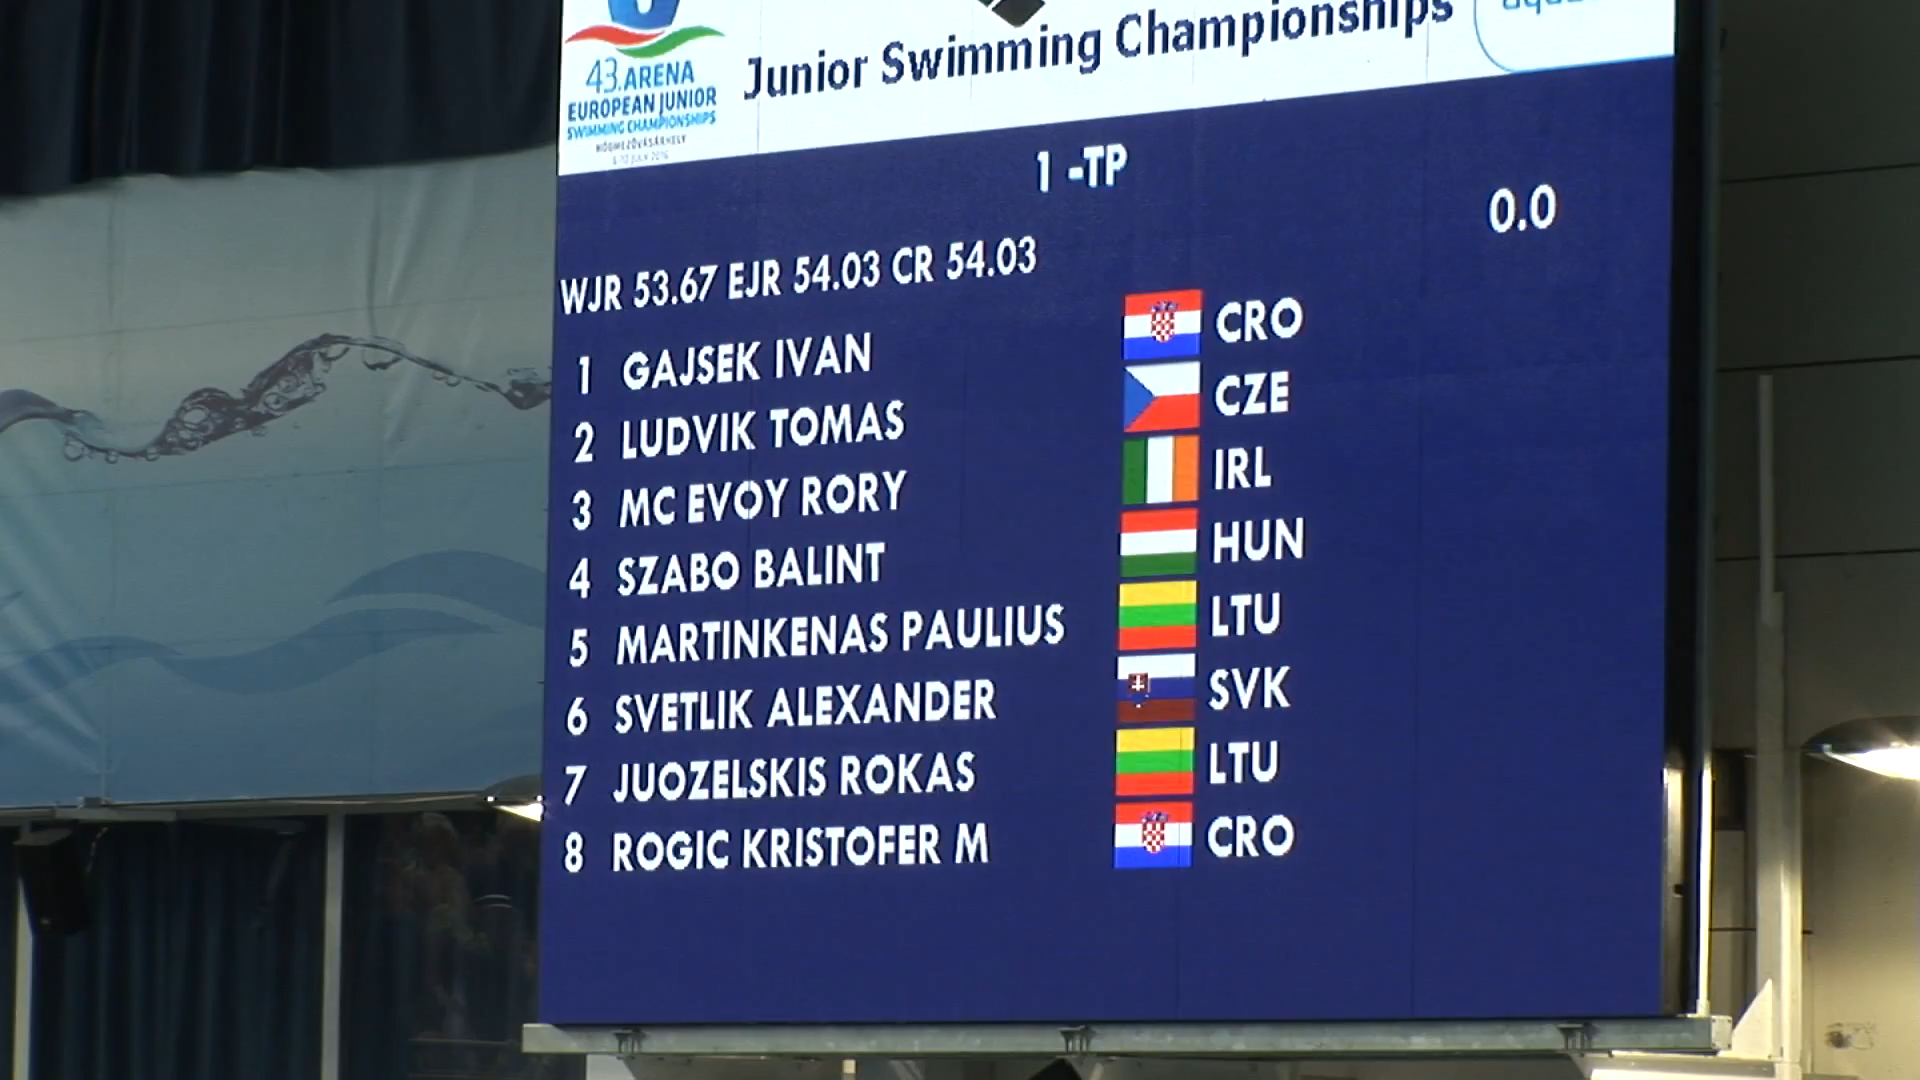 Junior Swimming Championships
43. ARENA
EUROPEAN JUNIOR
SWIMMING CHAMPIONSHIPS
HÓDMEZŐVÁSÁRHELY
1 -TP
0.0
WJR 53.67 EJR 54.03 CR 54.03
1 GAJSEK IVAN CRO
2 LUDVIK TOMAS CZE
3 MC EVOY RORY IRL
4 SZABO BALINT HUN
5 MARTINKENAS PAULIUS LTU
6 SVETLIK ALEXANDER SVK
7 JUOZELSKIS ROKAS LTU
8 ROGIC KRISTOFER M CRO